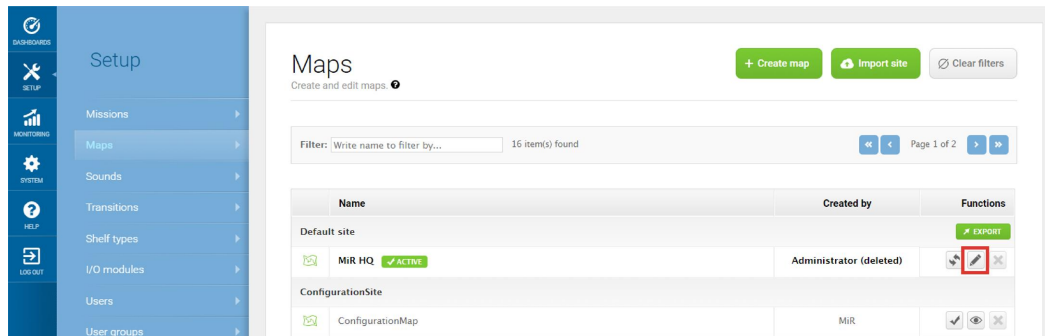 DASHBOARDS
SETUP
MONITORING
SYSTEM
HELP
LOG OUT
Setup
Missions
Maps
Sounds
Transitions
Shelf types
I/O modules
Users
User groups
Maps
Create and edit maps. ?
+ Create map
Import site
Clear filters
Filter: Write name to filter by... 16 item(s) found
« ‹ Page 1 of 2 › »
Name Created by Functions
Default site EXPORT
MiR HQ ✓ ACTIVE Administrator (deleted)
ConfigurationSite
ConfigurationMap MiR